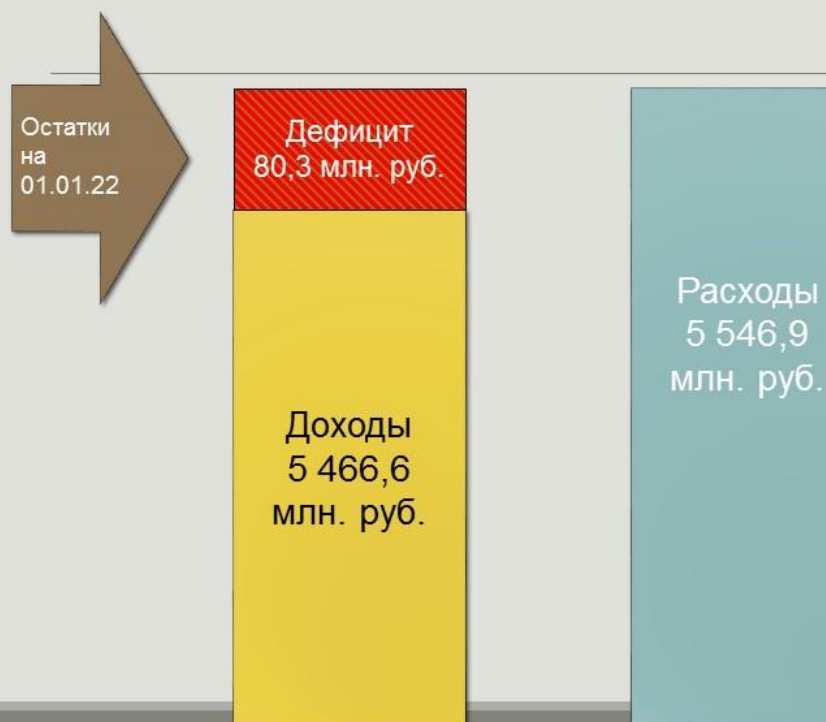 Остатки
на
01.01.22
Дефицит
80,3 млн. руб.
Доходы
5 466,6
млн. руб.
Расходы
5 546,9
млн. руб.